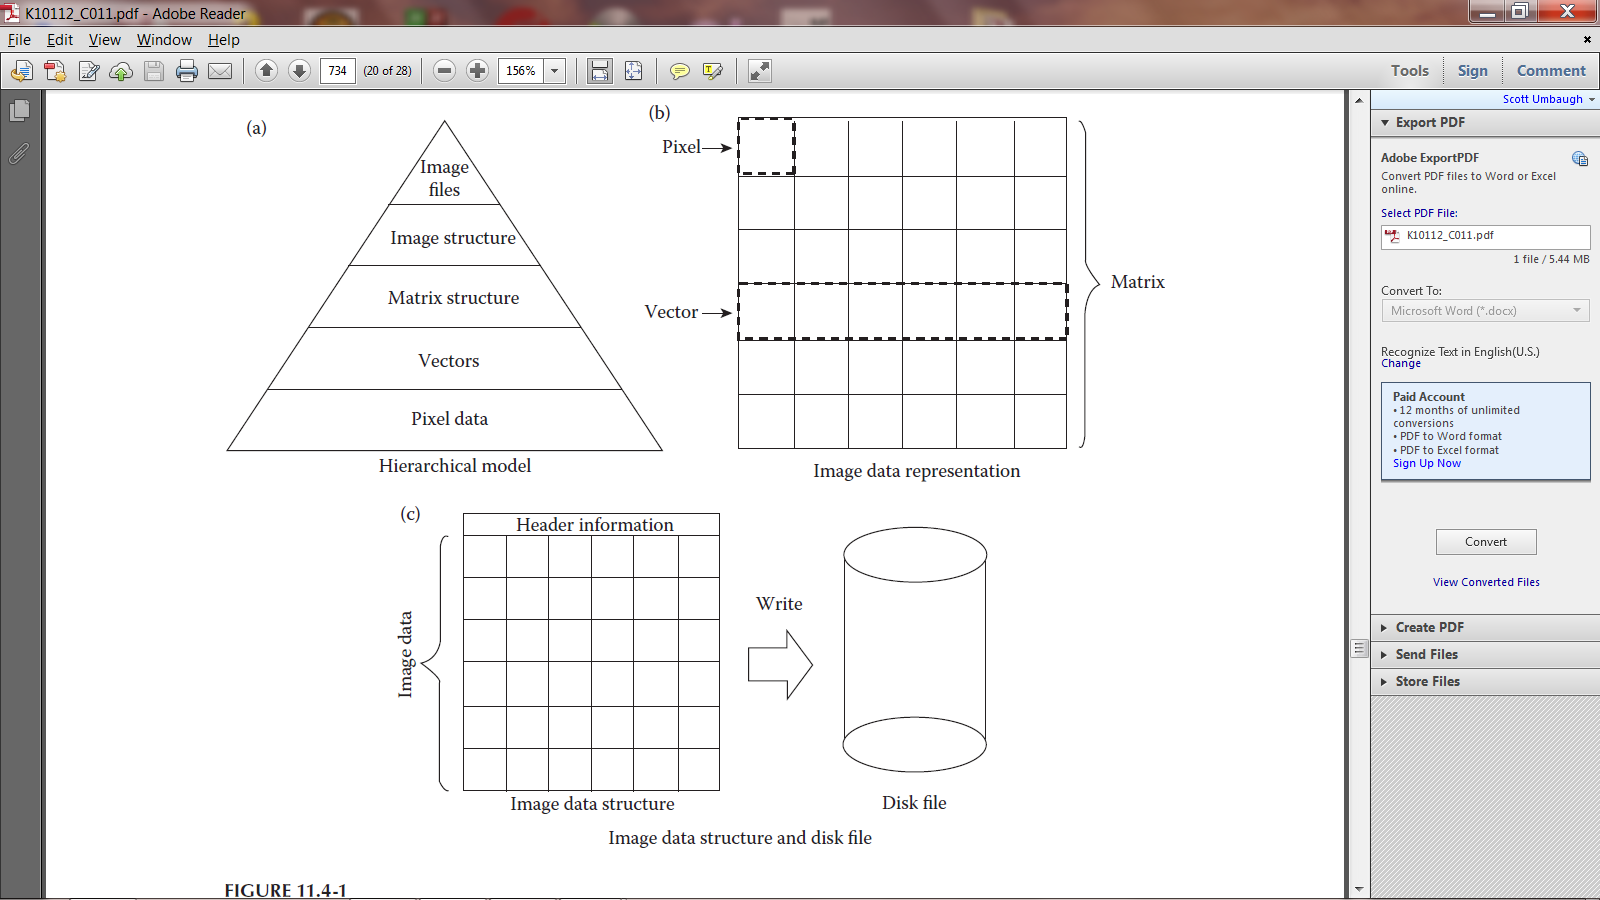 K10112_C011.pdf - Adobe Reader
File Edit View Window Help
734 (20 of 28) 156% Tools Sign Comment
Scott Umbaugh
(a)
Image
files
Image structure
Matrix structure
Vectors
Pixel data
Hierarchical model
(b)
Pixel
Vector
Matrix
Image data representation
(c)
Header information
Image data
Image data structure
Write
Disk file
Image data structure and disk file
FIGURE 11.4-1
Export PDF
Adobe ExportPDF
Convert PDF files to Word or Excel
online.
Select PDF File:
K10112_C011.pdf
1 file / 5.44 MB
Convert To:
Microsoft Word (*.docx)
Recognize Text in English(U.S.)
Change
Paid Account
• 12 months of unlimited
conversions
• PDF to Word format
• PDF to Excel format
Sign Up Now
Convert
View Converted Files
Create PDF
Send Files
Store Files